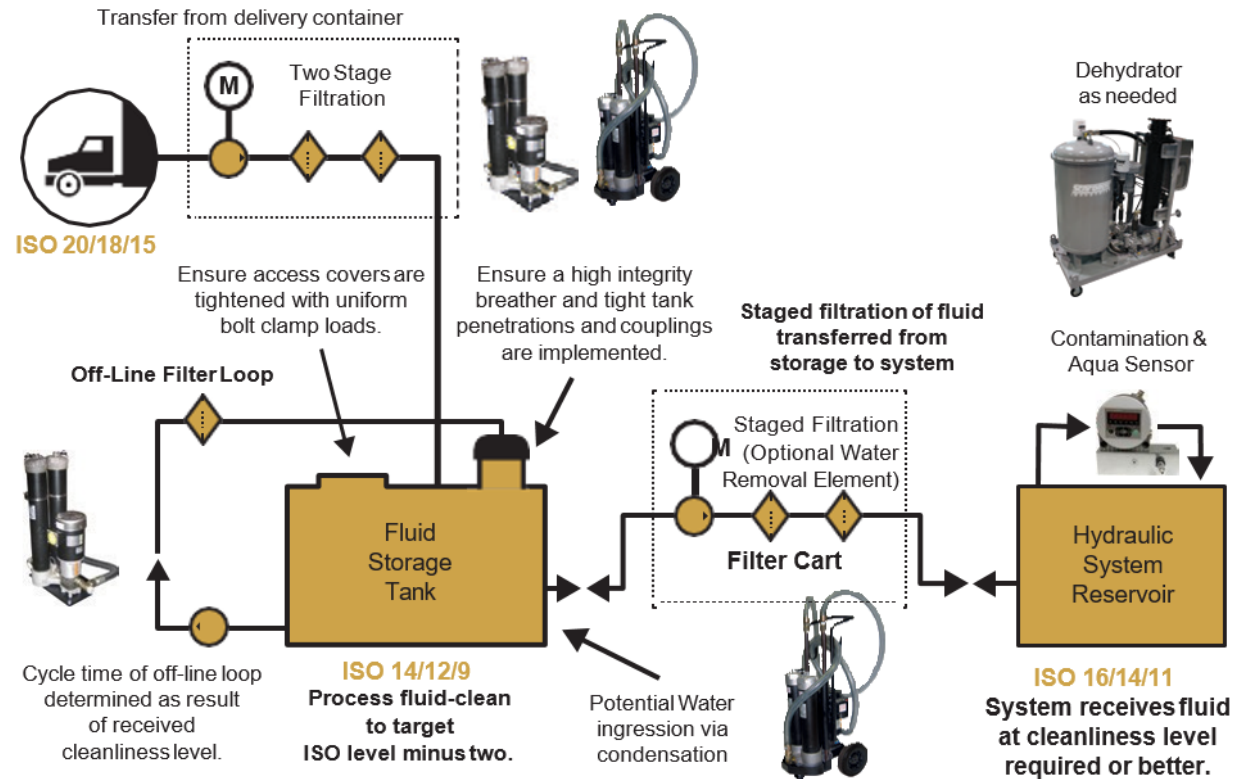 Transfer from delivery container
M
Two Stage
Filtration
ISO 20/18/15
Dehydrator
as needed
Ensure access covers are
tightened with uniform
bolt clamp loads.
Ensure a high integrity
breather and tight tank
penetrations and couplings
are implemented.
Staged filtration of fluid
transferred from
storage to system
Contamination &
Aqua Sensor
Off-Line Filter Loop
M
Staged Filtration
(Optional Water
Removal Element)
Filter Cart
Fluid
Storage
Tank
Hydraulic
System
Reservoir
Cycle time of off-line loop
determined as result
of received
cleanliness level.
ISO 14/12/9
Process fluid-clean
to target
ISO level minus two.
Potential Water
ingression via
condensation
ISO 16/14/11
System receives fluid
at cleanliness level
required or better.